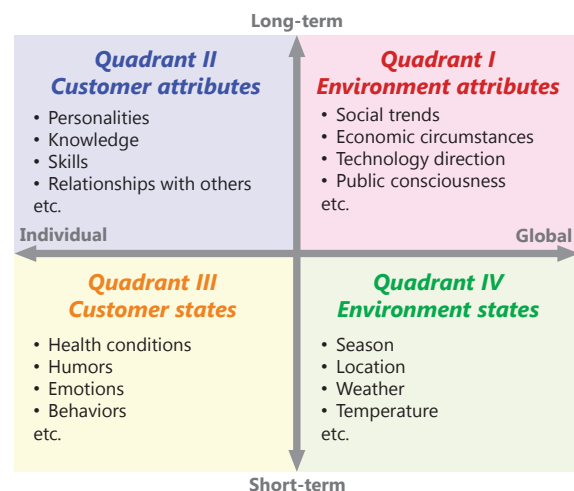 Long-term
Quadrant II
Customer attributes
• Personalities
• Knowledge
• Skills
• Relationships with others
etc.
Quadrant I
Environment attributes
• Social trends
• Economic circumstances
• Technology direction
• Public consciousness
etc.
Individual
Global
Quadrant III
Customer states
• Health conditions
• Humors
• Emotions
• Behaviors
etc.
Quadrant IV
Environment states
• Season
• Location
• Weather
• Temperature
etc.
Short-term